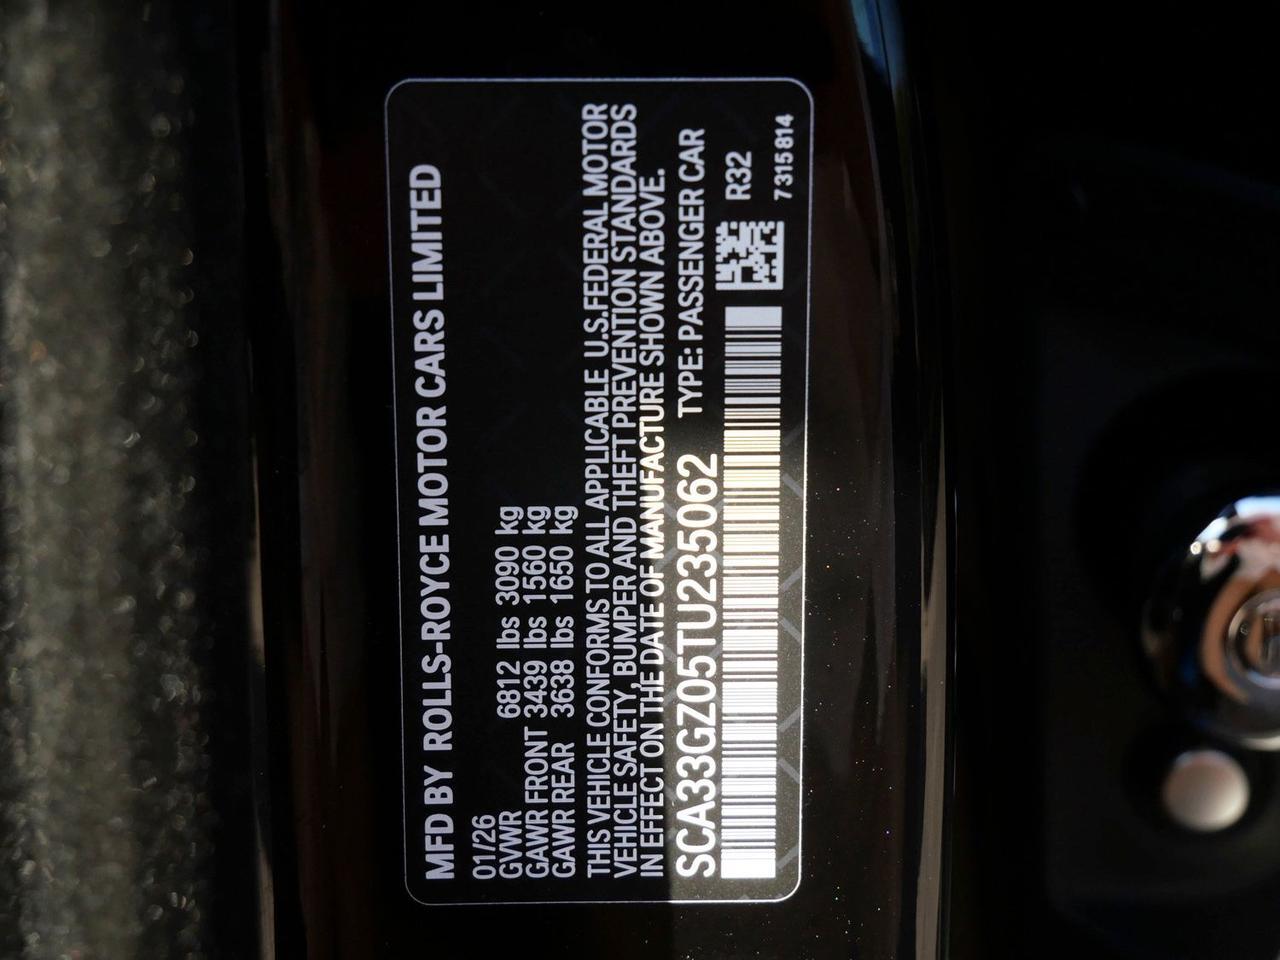 MFD BY ROLLS-ROYCE MOTOR CARS LIMITED
01/26
GVWR 6812 lbs 3090 kg
GAWR FRONT 3439 lbs 1560 kg
GAWR REAR 3638 lbs 1650 kg
THIS VEHICLE CONFORMS TO ALL APPLICABLE U.S.FEDERAL MOTOR
VEHICLE SAFETY, BUMPER AND THEFT PREVENTION STANDARDS
IN EFFECT ON THE DATE OF MANUFACTURE SHOWN ABOVE.
SCA33GZ05TU235062 TYPE: PASSENGER CAR
R32
7315814